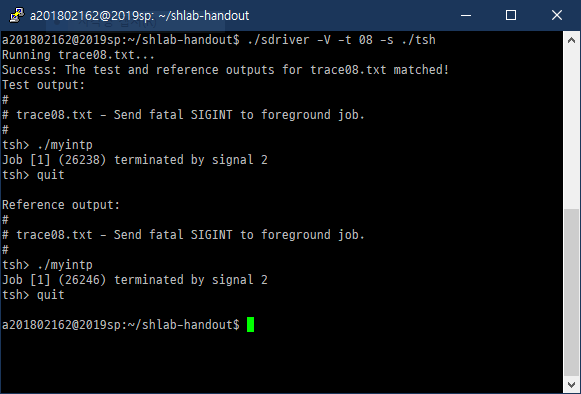 a201802162@2019sp: ~/shlab-handout
a201802162@2019sp:~/shlab-handout$ ./sdriver -V -t 08 -s ./tsh
Running trace08.txt...
Success: The test and reference outputs for trace08.txt matched!
Test output:
#
# trace08.txt - Send fatal SIGINT to foreground job.
#
tsh> ./myintp
Job [1] (26238) terminated by signal 2
tsh> quit
Reference output:
#
# trace08.txt - Send fatal SIGINT to foreground job.
#
tsh> ./myintp
Job [1] (26246) terminated by signal 2
tsh> quit
a201802162@2019sp:~/shlab-handout$